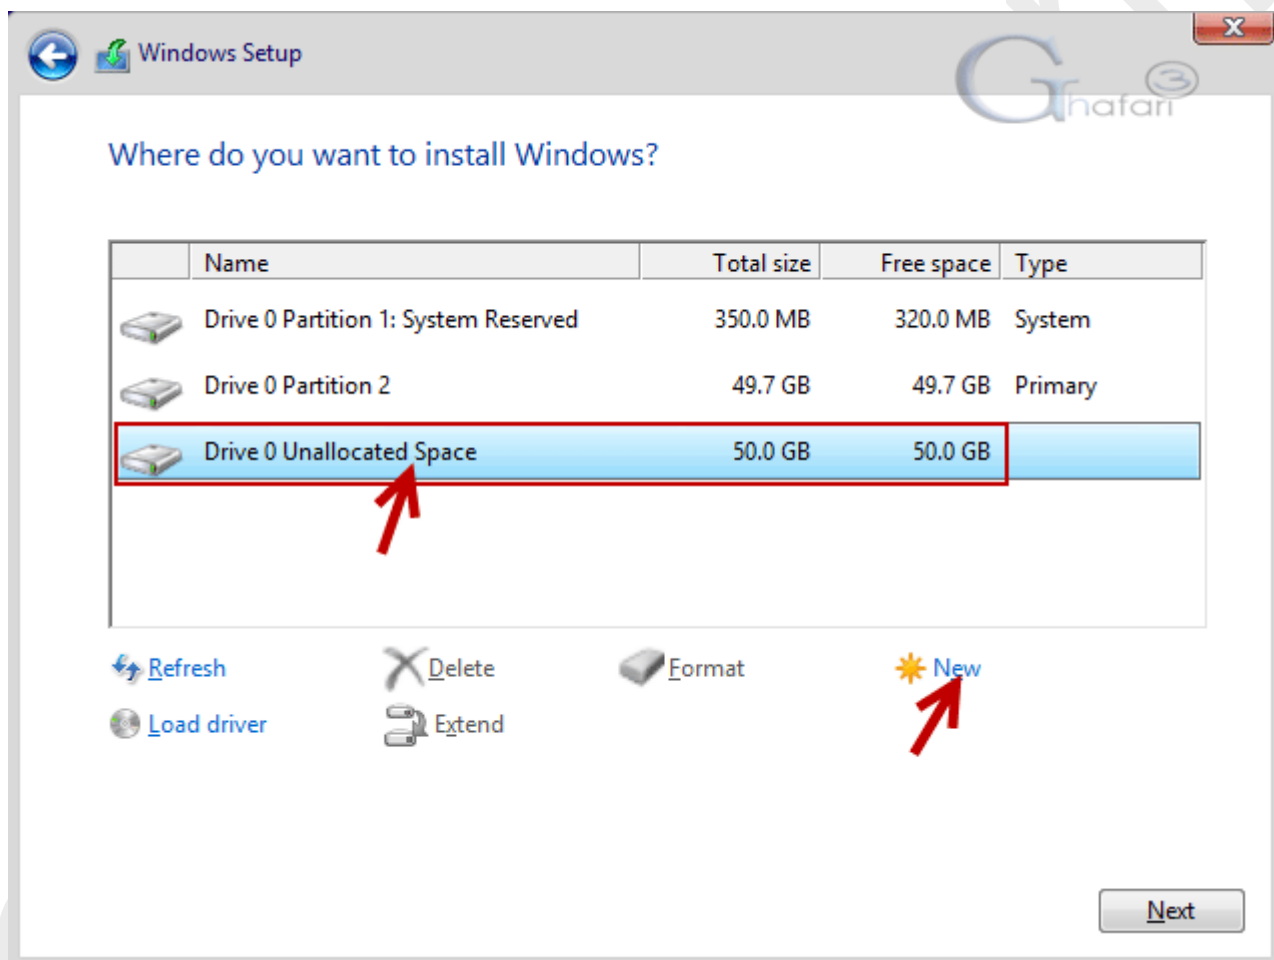 Windows Setup
X
Ghafari3
Where do you want to install Windows?
Name Total size Free space Type
Drive 0 Partition 1: System Reserved 350.0 MB 320.0 MB System
Drive 0 Partition 2 49.7 GB 49.7 GB Primary
Drive 0 Unallocated Space 50.0 GB 50.0 GB
Refresh Delete Format New
Load driver Extend
Next